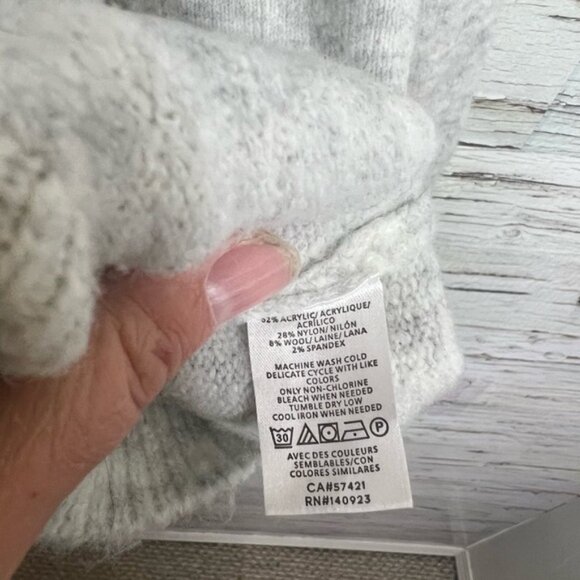 62% ACRYLIC/ ACRYLIQUE/
ACRÍLICO
28% NYLON/ NILÓN
8% WOOL/ LAINE/ LANA
2% SPANDEX
MACHINE WASH COLD
DELICATE CYCLE WITH LIKE
COLORS
ONLY NON-CHLORINE
BLEACH WHEN NEEDED
TUMBLE DRY LOW
COOL IRON WHEN NEEDED
30 P
AVEC DES COULEURS
SEMBLABLES/CON
COLORES SIMILARES
CA#57421
RN#140923